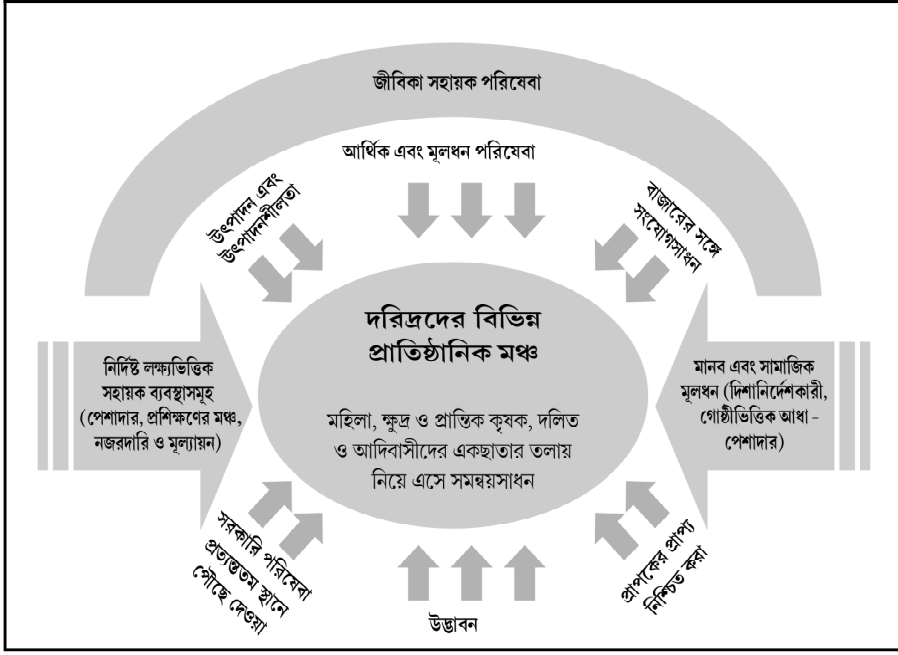 জীবিকা সহায়ক পরিষেবা
আর্থিক এবং মূলধন পরিষেবা
উৎপাদন এবং
উৎপাদনশীলতা
বাজারের সঙ্গে
সংযোগসাধন
দরিদ্রদের বিভিন্ন
প্রাতিষ্ঠানিক মঞ্চ
মহিলা, ক্ষুদ্র ও প্রান্তিক কৃষক, দলিত
ও আদিবাসীদের একছাতার তলায়
নিয়ে এসে সমন্বয়সাধন
নির্দিষ্ট লক্ষ্যভিত্তিক
সহায়ক ব্যবস্থাসমূহ
(পেশাদার, প্রশিক্ষণের মঞ্চ,
নজরদারি ও মূল্যায়ন)
মানব এবং সামাজিক
মূলধন (দিশানির্দেশকারী,
গোষ্ঠীভিত্তিক আধা -
পেশাদার)
সরকারি পরিষেবা
প্রত্যন্ততম স্থানে
পৌছে দেওয়া
উদ্ভাবন
প্রাপকের প্রাপ্য
নিশ্চিত করা